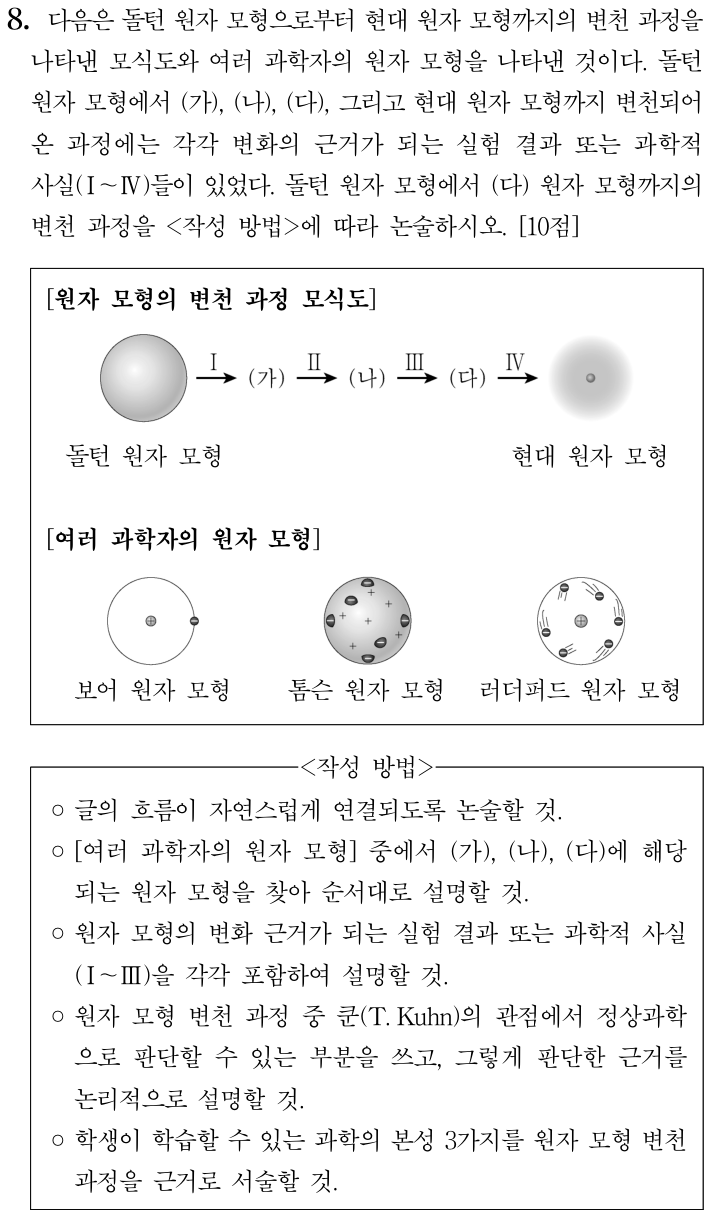 8. 다음은 돌턴 원자 모형으로부터 현대 원자 모형까지의 변천 과정을
나타낸 모식도와 여러 과학자의 원자 모형을 나타낸 것이다. 돌턴
원자 모형에서 (가), (나), (다), 그리고 현대 원자 모형까지 변천되어
온 과정에는 각각 변화의 근거가 되는 실험 결과 또는 과학적
사실(Ⅰ~Ⅳ)들이 있었다. 돌턴 원자 모형에서 (다) 원자 모형까지의
변천 과정을 <작성 방법>에 따라 논술하시오. [10점]
[원자 모형의 변천 과정 모식도]
Ⅰ Ⅱ Ⅲ Ⅳ
(가) (나) (다)
돌턴 원자 모형 현대 원자 모형
[여러 과학자의 원자 모형]
보어 원자 모형 톰슨 원자 모형 러더퍼드 원자 모형
<작성 방법>
○ 글의 흐름이 자연스럽게 연결되도록 논술할 것.
○ [여러 과학자의 원자 모형] 중에서 (가), (나), (다)에 해당
되는 원자 모형을 찾아 순서대로 설명할 것.
○ 원자 모형의 변화 근거가 되는 실험 결과 또는 과학적 사실
(Ⅰ~Ⅲ)을 각각 포함하여 설명할 것.
○ 원자 모형 변천 과정 중 쿤(T. Kuhn)의 관점에서 정상과학
으로 판단할 수 있는 부분을 쓰고, 그렇게 판단한 근거를
논리적으로 설명할 것.
○ 학생이 학습할 수 있는 과학의 본성 3가지를 원자 모형 변천
과정을 근거로 서술할 것.